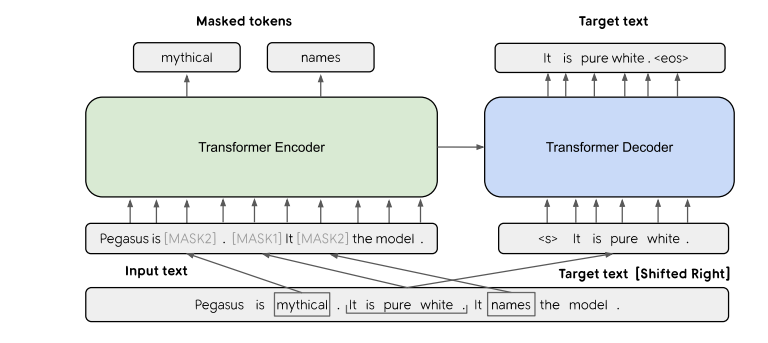 Masked tokens Target text
mythical names It is pure white . <eos>
Transformer Encoder Transformer Decoder
Pegasus is [MASK2] . [MASK1] It [MASK2] the model . <s> It is pure white .
Input text Target text [Shifted Right]
Pegasus is mythical . It is pure white . It names the model .